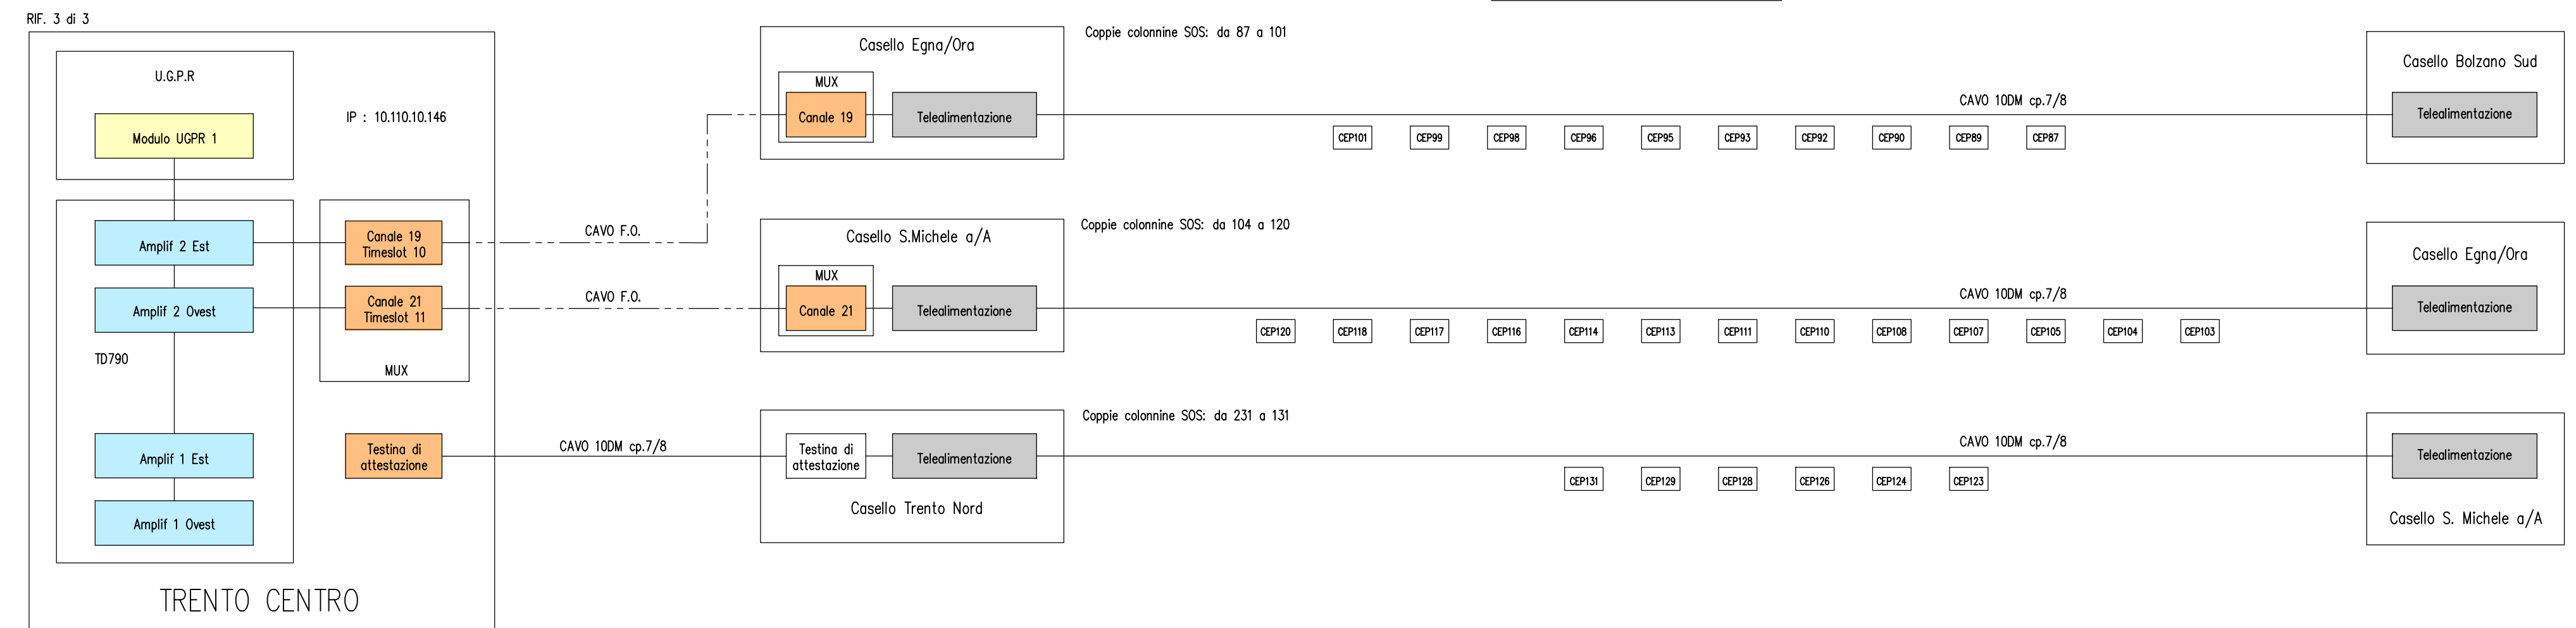 RIF. 3 di 3
U.G.P.R
IP : 10.110.10.146
Modulo UGPR 1
Amplif 2 Est
Canale 19
Timeslot 10
Amplif 2 Ovest
Canale 21
Timeslot 11
TD790
MUX
Amplif 1 Est
Testina di
attestazione
Amplif 1 Ovest
TRENTO CENTRO
CAVO F.O.
CAVO F.O.
CAVO 10DM cp.7/8
Casello Egna/Ora
MUX
Canale 19
Telealimentazione
Coppie colonnine SOS: da 87 a 101
CAVO 10DM cp.7/8
CEP101
CEP99
CEP98
CEP96
CEP95
CEP93
CEP92
CEP90
CEP89
CEP87
Casello Bolzano Sud
Telealimentazione
Casello S.Michele a/A
MUX
Canale 21
Telealimentazione
Coppie colonnine SOS: da 104 a 120
CAVO 10DM cp.7/8
CEP120
CEP118
CEP117
CEP116
CEP114
CEP113
CEP111
CEP110
CEP108
CEP107
CEP105
CEP104
CEP103
Casello Egna/Ora
Telealimentazione
Testina di
attestazione
Telealimentazione
Casello Trento Nord
Coppie colonnine SOS: da 231 a 131
CAVO 10DM cp.7/8
CEP131
CEP129
CEP128
CEP126
CEP124
CEP123
Telealimentazione
Casello S. Michele a/A